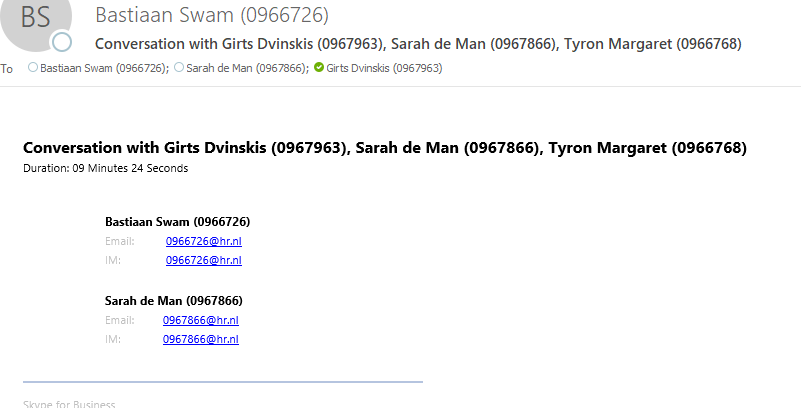 BS
Bastiaan Swam (0966726)
Conversation with Girts Dvinskis (0967963), Sarah de Man (0967866), Tyron Margaret (0966768)
To Bastiaan Swam (0966726); Sarah de Man (0967866); Girts Dvinskis (0967963)
Conversation with Girts Dvinskis (0967963), Sarah de Man (0967866), Tyron Margaret (0966768)
Duration: 09 Minutes 24 Seconds
Bastiaan Swam (0966726)
Email: 0966726@hr.nl
IM: 0966726@hr.nl
Sarah de Man (0967866)
Email: 0967866@hr.nl
IM: 0967866@hr.nl
Skype for Business